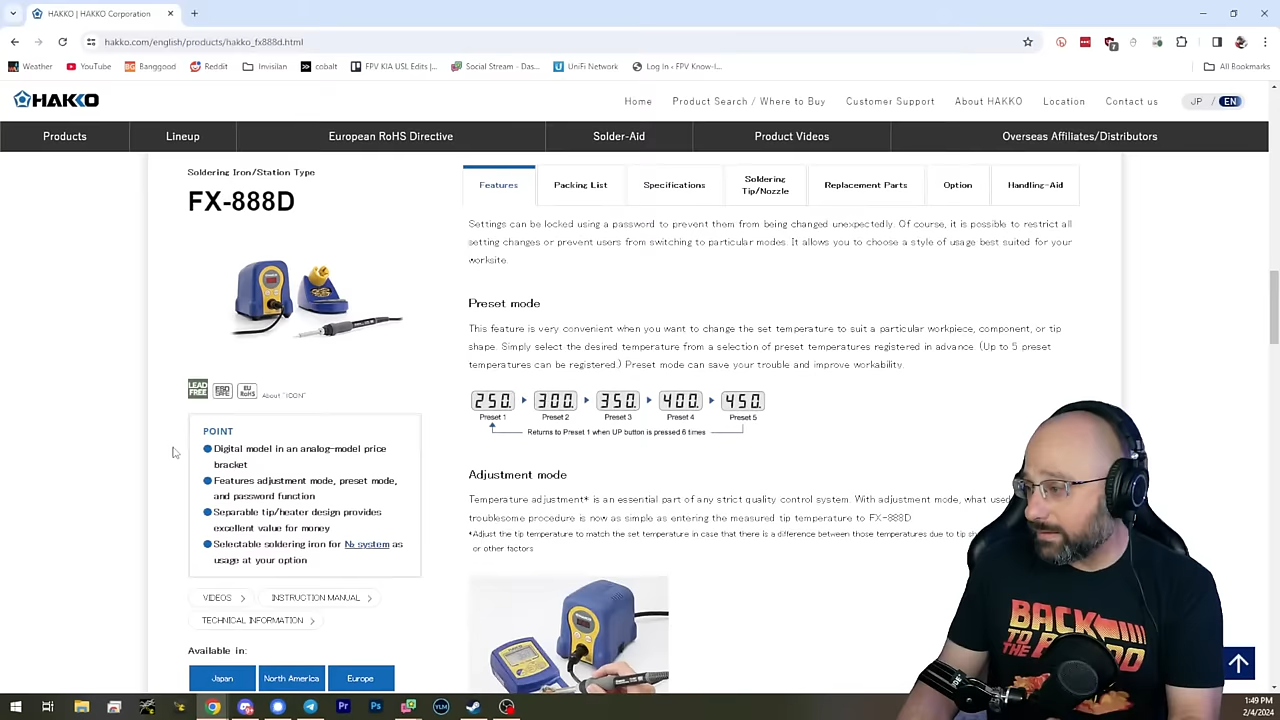 HAKKO | HAKKO Corporation
hakko.com/english/products/hakko_fx888d.html
Weather
YouTube
Banggood
Reddit
Invisilan
cobalt
FPV KIA USL Edits |...
Social Stream - Das...
UniFi Network
Log In ‹ FPV Know-I...
All Bookmarks
HAKKO
Home
Product Search / Where to Buy
Customer Support
About HAKKO
Location
Contact us
JP / EN
Products
Lineup
European RoHS Directive
Solder-Aid
Product Videos
Overseas Affiliates/Distributors
Soldering Iron/Station Type
FX-888D
LEAD FREE
ESD SAFE
EU RoHS
About "ICON"
POINT
Digital model in an analog-model price
bracket
Features adjustment mode, preset mode,
and password function
Separable tip/heater design provides
excellent value for money
Selectable soldering iron for N₂ system as
usage at your option
VIDEOS
INSTRUCTION MANUAL
TECHNICAL INFORMATION
Available in:
Japan
North America
Europe
Features
Packing List
Specifications
Soldering
Tip/Nozzle
Replacement Parts
Option
Handling-Aid
Settings can be locked using a password to prevent them from being changed unexpectedly. Of course, it is possible to restrict all
setting changes or prevent users from switching to particular modes. It allows you to choose a style of usage best suited for your
worksite.
Preset mode
This feature is very convenient when you want to change the set temperature to suit a particular workpiece, component, or tip
shape. Simply select the desired temperature from a selection of preset temperatures registered in advance. (Up to 5 preset
temperatures can be registered.) Preset mode can save your trouble and improve workability.
250. 300. 350. 400. 450.
Preset 1 Preset 2 Preset 3 Preset 4 Preset 5
Returns to Preset 1 when UP button is pressed 6 times
Adjustment mode
Temperature adjustment* is an essential part of any strict quality control system. With adjustment mode, what used
troublesome procedure is now as simple as entering the measured tip temperature to FX-888D
*Adjust the tip temperature to match the set temperature in case that there is a difference between those temperatures due to tip
or other factors
BACK
TO THE
1:49 PM
2/4/2024